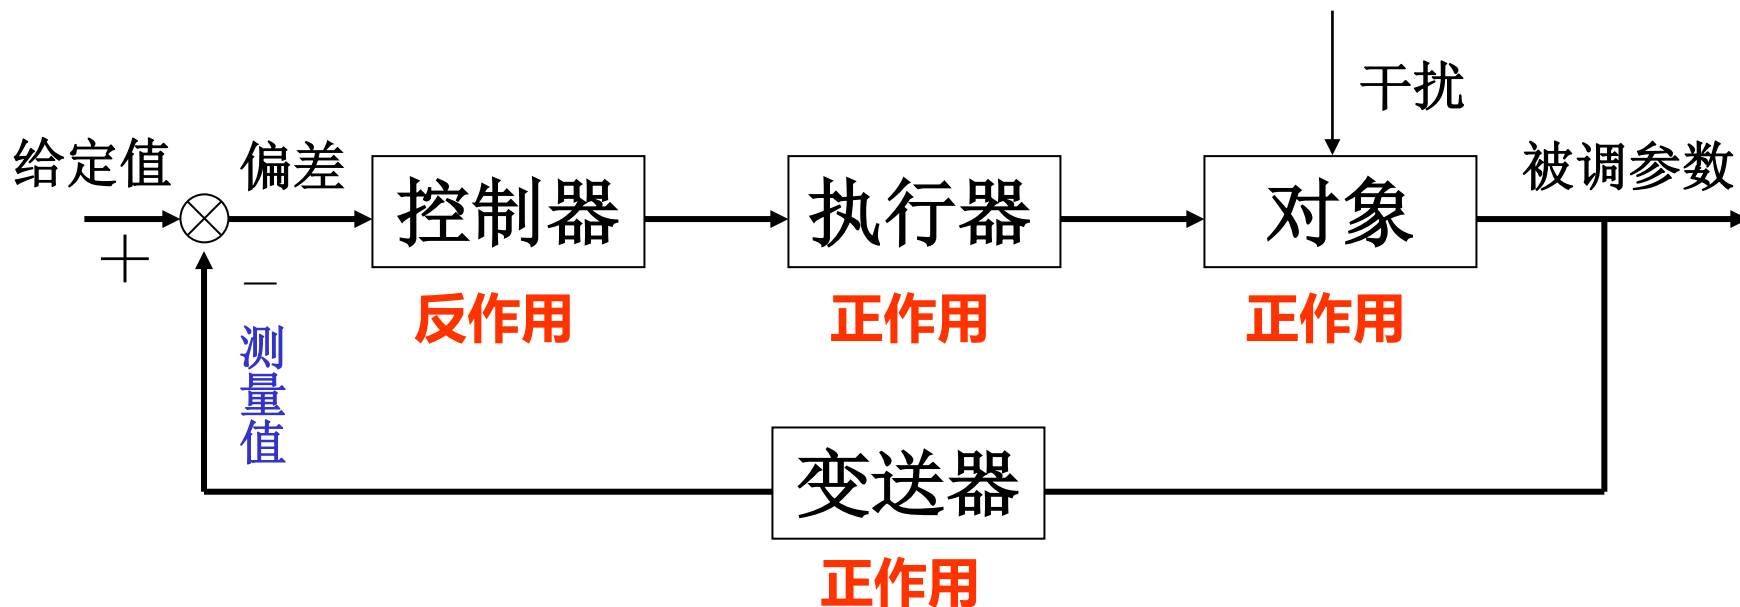 干扰
给定值
偏差
被调参数
控制器
执行器
对象
+
−
反作用
正作用
正作用
测量值
变送器
正作用